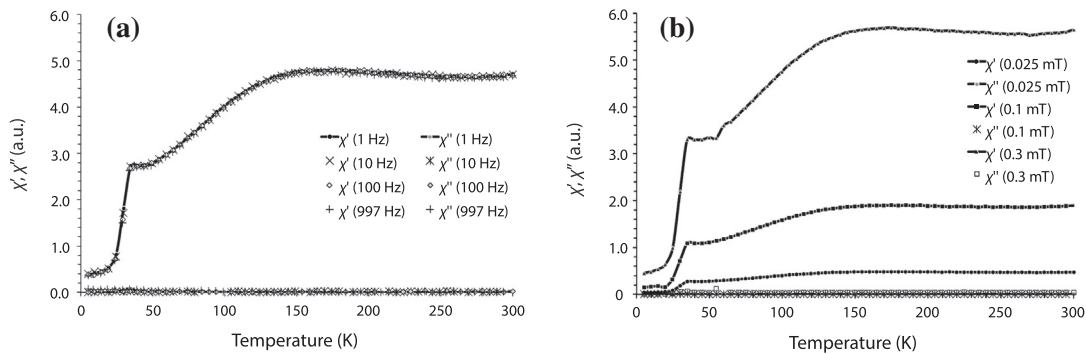 (a)
6.0
5.0
4.0
3.0
2.0
1.0
0.0
χ′, χ″ (a.u.)
χ' (1 Hz) χ" (1 Hz)
χ' (10 Hz) χ" (10 Hz)
χ' (100 Hz) χ" (100 Hz)
χ' (997 Hz) χ" (997 Hz)
0 50 100 150 200 250 300
Temperature (K)
(b)
6.0
5.0
4.0
3.0
2.0
1.0
0
χ′, χ″ (a.u.)
χ' (0.025 mT)
χ" (0.025 mT)
χ' (0.1 mT)
χ" (0.1 mT)
χ' (0.3 mT)
χ" (0.3 mT)
0 50 100 150 200 250 300
Temperature (K)